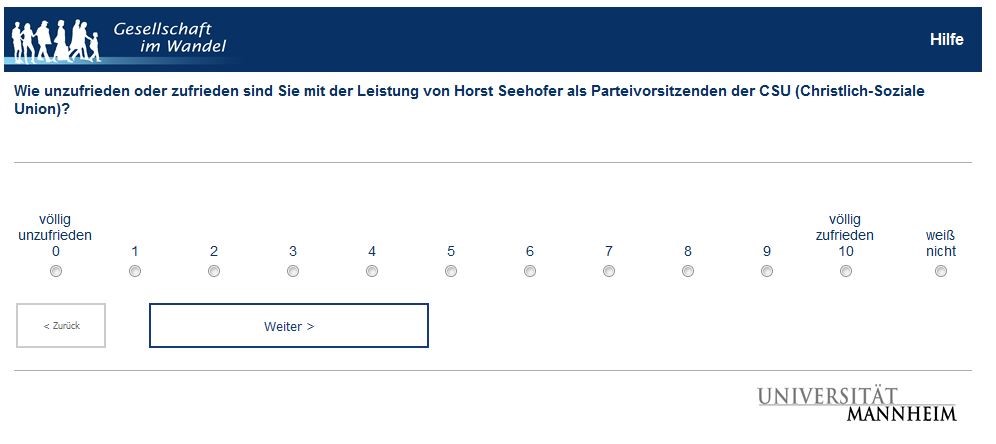 Gesellschaft
im Wandel
Hilfe
Wie unzufrieden oder zufrieden sind Sie mit der Leistung von Horst Seehofer als Parteivorsitzenden der CSU (Christlich-Soziale
Union)?
völlig
unzufrieden
0
1
2
3
4
5
6
7
8
9
völlig
zufrieden
10
weiß
nicht
< Zurück
Weiter >
UNIVERSITÄT
MANNHEIM